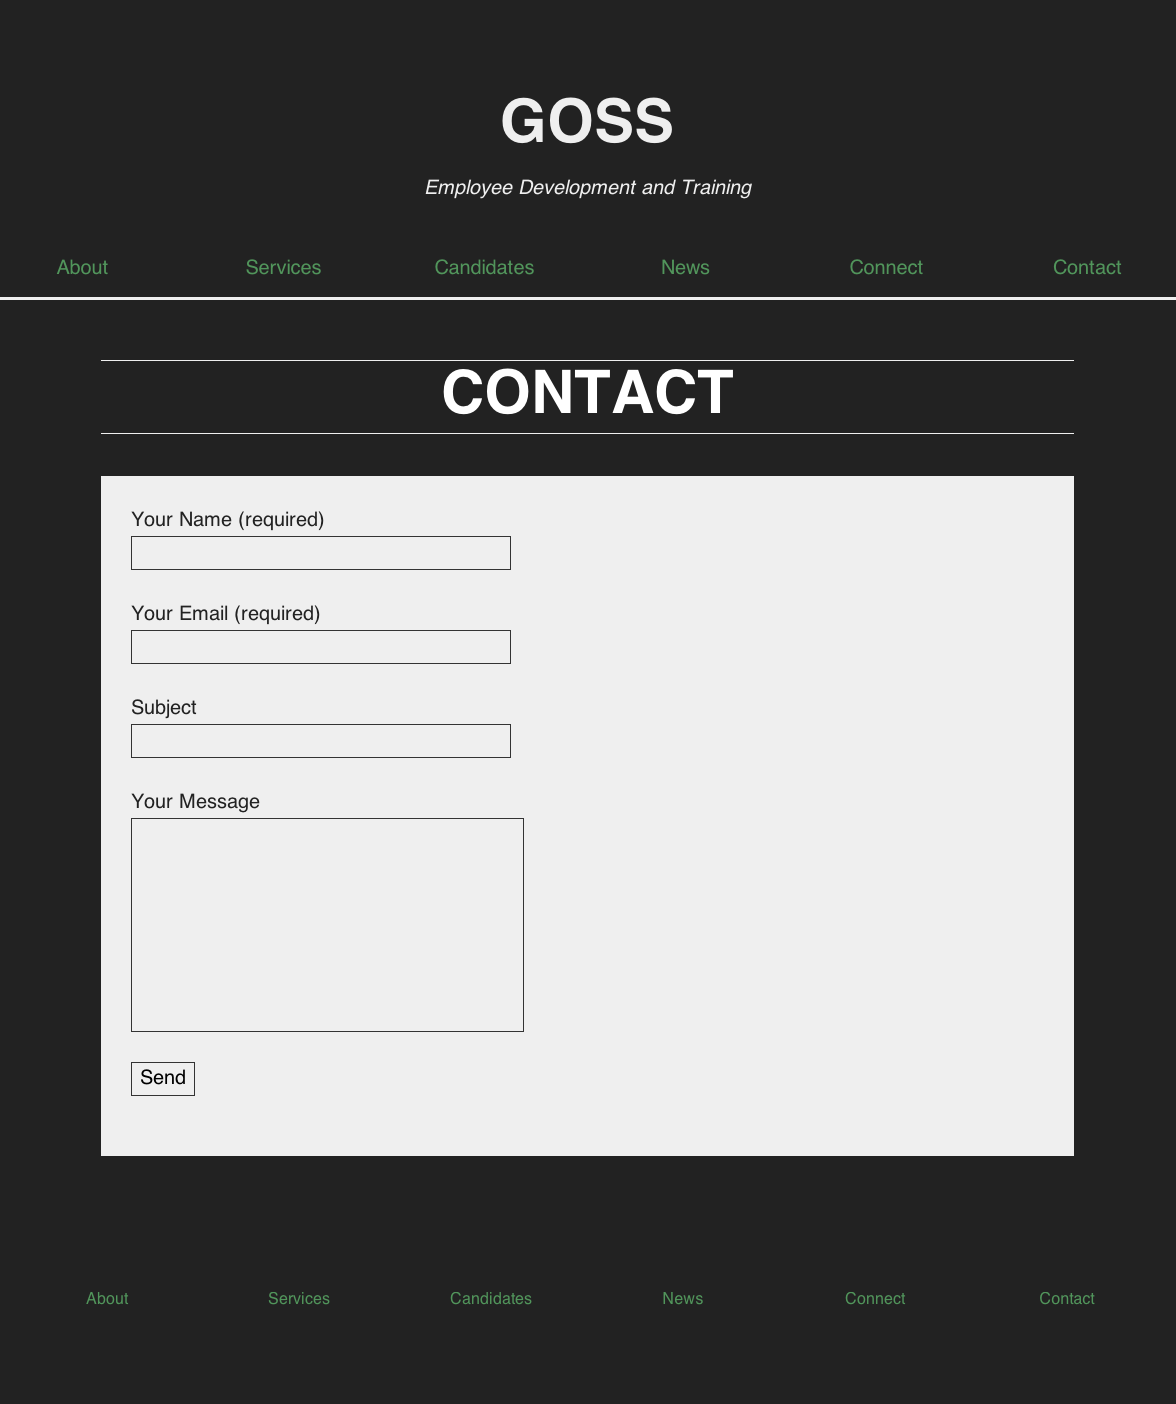 GOSS
Employee Development and Training
About Services Candidates News Connect Contact
CONTACT
Your Name (required)
Your Email (required)
Subject
Your Message
Send
About Services Candidates News Connect Contact